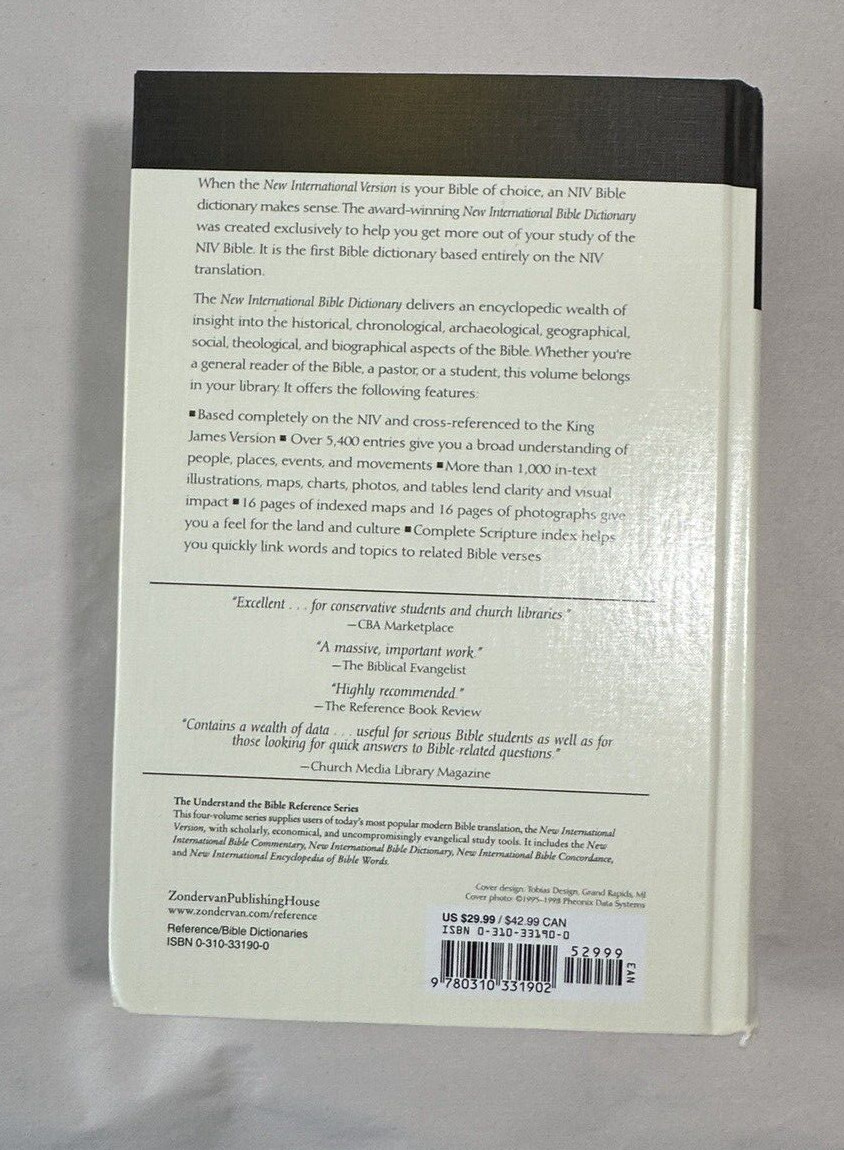 When the New International Version is your Bible of choice, an NIV Bible
dictionary makes sense. The award-winning New International Bible Dictionary
was created exclusively to help you get more out of your study of the
NIV Bible. It is the first Bible dictionary based entirely on the NIV
translation.
The New International Bible Dictionary delivers an encyclopedic wealth of
insight into the historical, chronological, archaeological, geographical,
social, theological, and biographical aspects of the Bible. Whether you're
a general reader of the Bible, a pastor, or a student, this volume belongs
in your library. It offers the following features:
■ Based completely on the NIV and cross-referenced to the King
James Version ■ Over 5,400 entries give you a broad understanding of
people, places, events, and movements ■ More than 1,000 in-text
illustrations, maps, charts, photos, and tables lend clarity and visual
impact ■ 16 pages of indexed maps and 16 pages of photographs give
you a feel for the land and culture ■ Complete Scripture index helps
you quickly link words and topics to related Bible verses
"Excellent . . . for conservative students and church libraries."
—CBA Marketplace
"A massive, important work."
—The Biblical Evangelist
"Highly recommended."
—The Reference Book Review
"Contains a wealth of data . . . useful for serious Bible students as well as for
those looking for quick answers to Bible-related questions."
—Church Media Library Magazine
The Understand the Bible Reference Series
This four-volume series supplies users of today's most popular modern Bible translation, the New International
Version, with scholarly, economical, and uncompromisingly evangelical study tools. It includes the New
International Bible Commentary, New International Bible Dictionary, New International Bible Concordance,
and New International Encyclopedia of Bible Words.
Cover design: Tobias Design, Grand Rapids, MI
Cover photo: ©1995-1998 Pheonix Data Systems
ZondervanPublishingHouse
www.zondervan.com/reference
Reference/Bible Dictionaries
ISBN 0-310-33190-0
US $29.99 / $42.99 CAN
ISBN 0-310-33190-0
52999
EAN
9 780310 331902